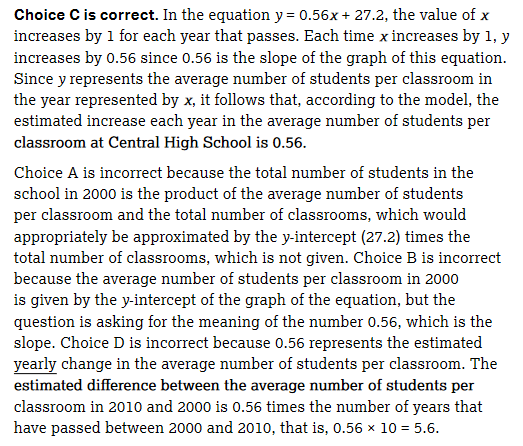 Choice C is correct. In the equation y = 0.56x + 27.2, the value of x
increases by 1 for each year that passes. Each time x increases by 1, y
increases by 0.56 since 0.56 is the slope of the graph of this equation.
Since y represents the average number of students per classroom in
the year represented by x, it follows that, according to the model, the
estimated increase each year in the average number of students per
classroom at Central High School is 0.56.
Choice A is incorrect because the total number of students in the
school in 2000 is the product of the average number of students
per classroom and the total number of classrooms, which would
appropriately be approximated by the y-intercept (27.2) times the
total number of classrooms, which is not given. Choice B is incorrect
because the average number of students per classroom in 2000
is given by the y-intercept of the graph of the equation, but the
question is asking for the meaning of the number 0.56, which is the
slope. Choice D is incorrect because 0.56 represents the estimated
yearly change in the average number of students per classroom. The
estimated difference between the average number of students per
classroom in 2010 and 2000 is 0.56 times the number of years that
have passed between 2000 and 2010, that is, 0.56 × 10 = 5.6.